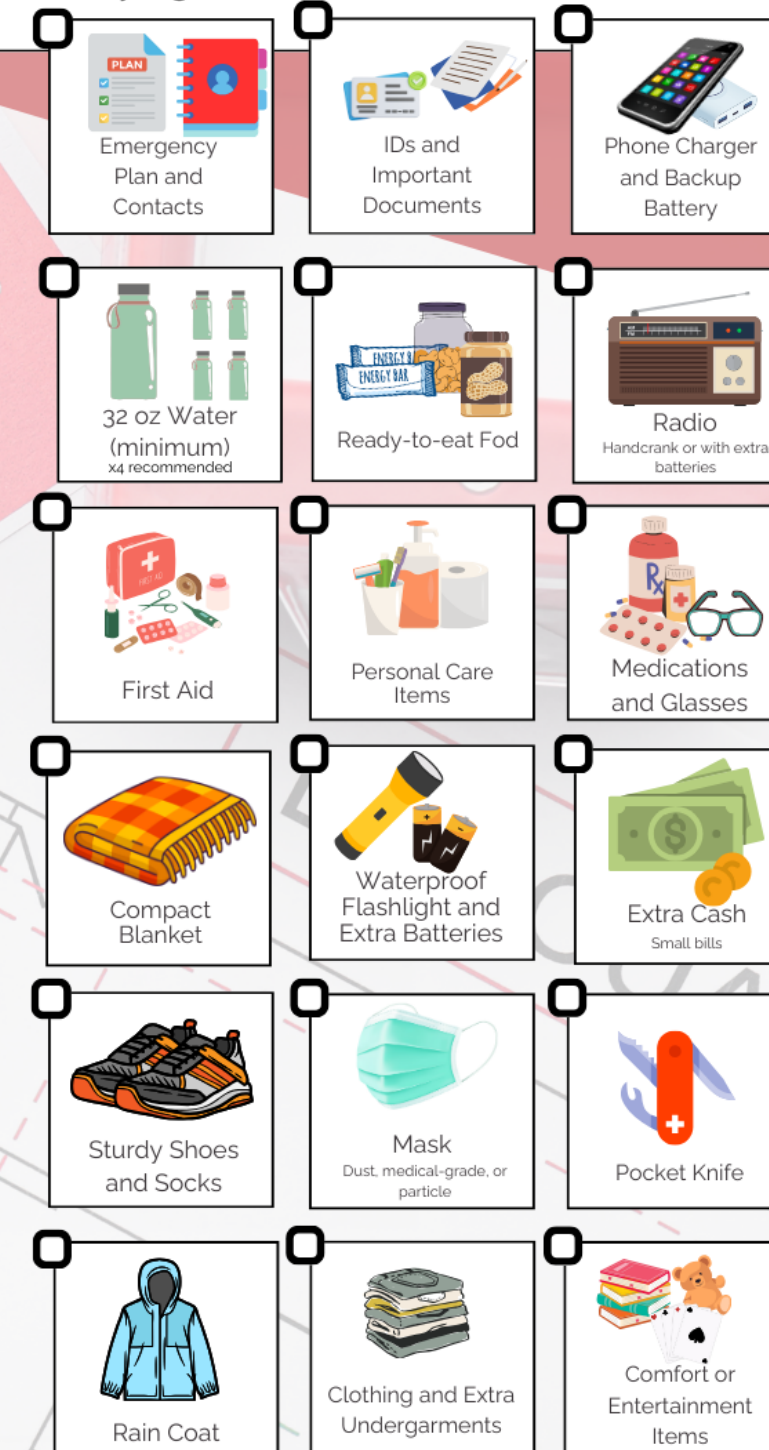 PLAN
Emergency
Plan and
Contacts
IDs and
Important
Documents
Phone Charger
and Backup
Battery
32 oz Water
(minimum)
x4 recommended
ENERGY B
ENERGY BAR
Ready-to-eat Fod
Radio
Handcrank or with extra
batteries
FIRST AID
First Aid
Personal Care
Items
Rx
Medications
and Glasses
Compact
Blanket
Waterproof
Flashlight and
Extra Batteries
$
Extra Cash
Small bills
Sturdy Shoes
and Socks
Mask
Dust, medical-grade, or
particle
Pocket Knife
Rain Coat
Clothing and Extra
Undergarments
Comfort or
Entertainment
Items